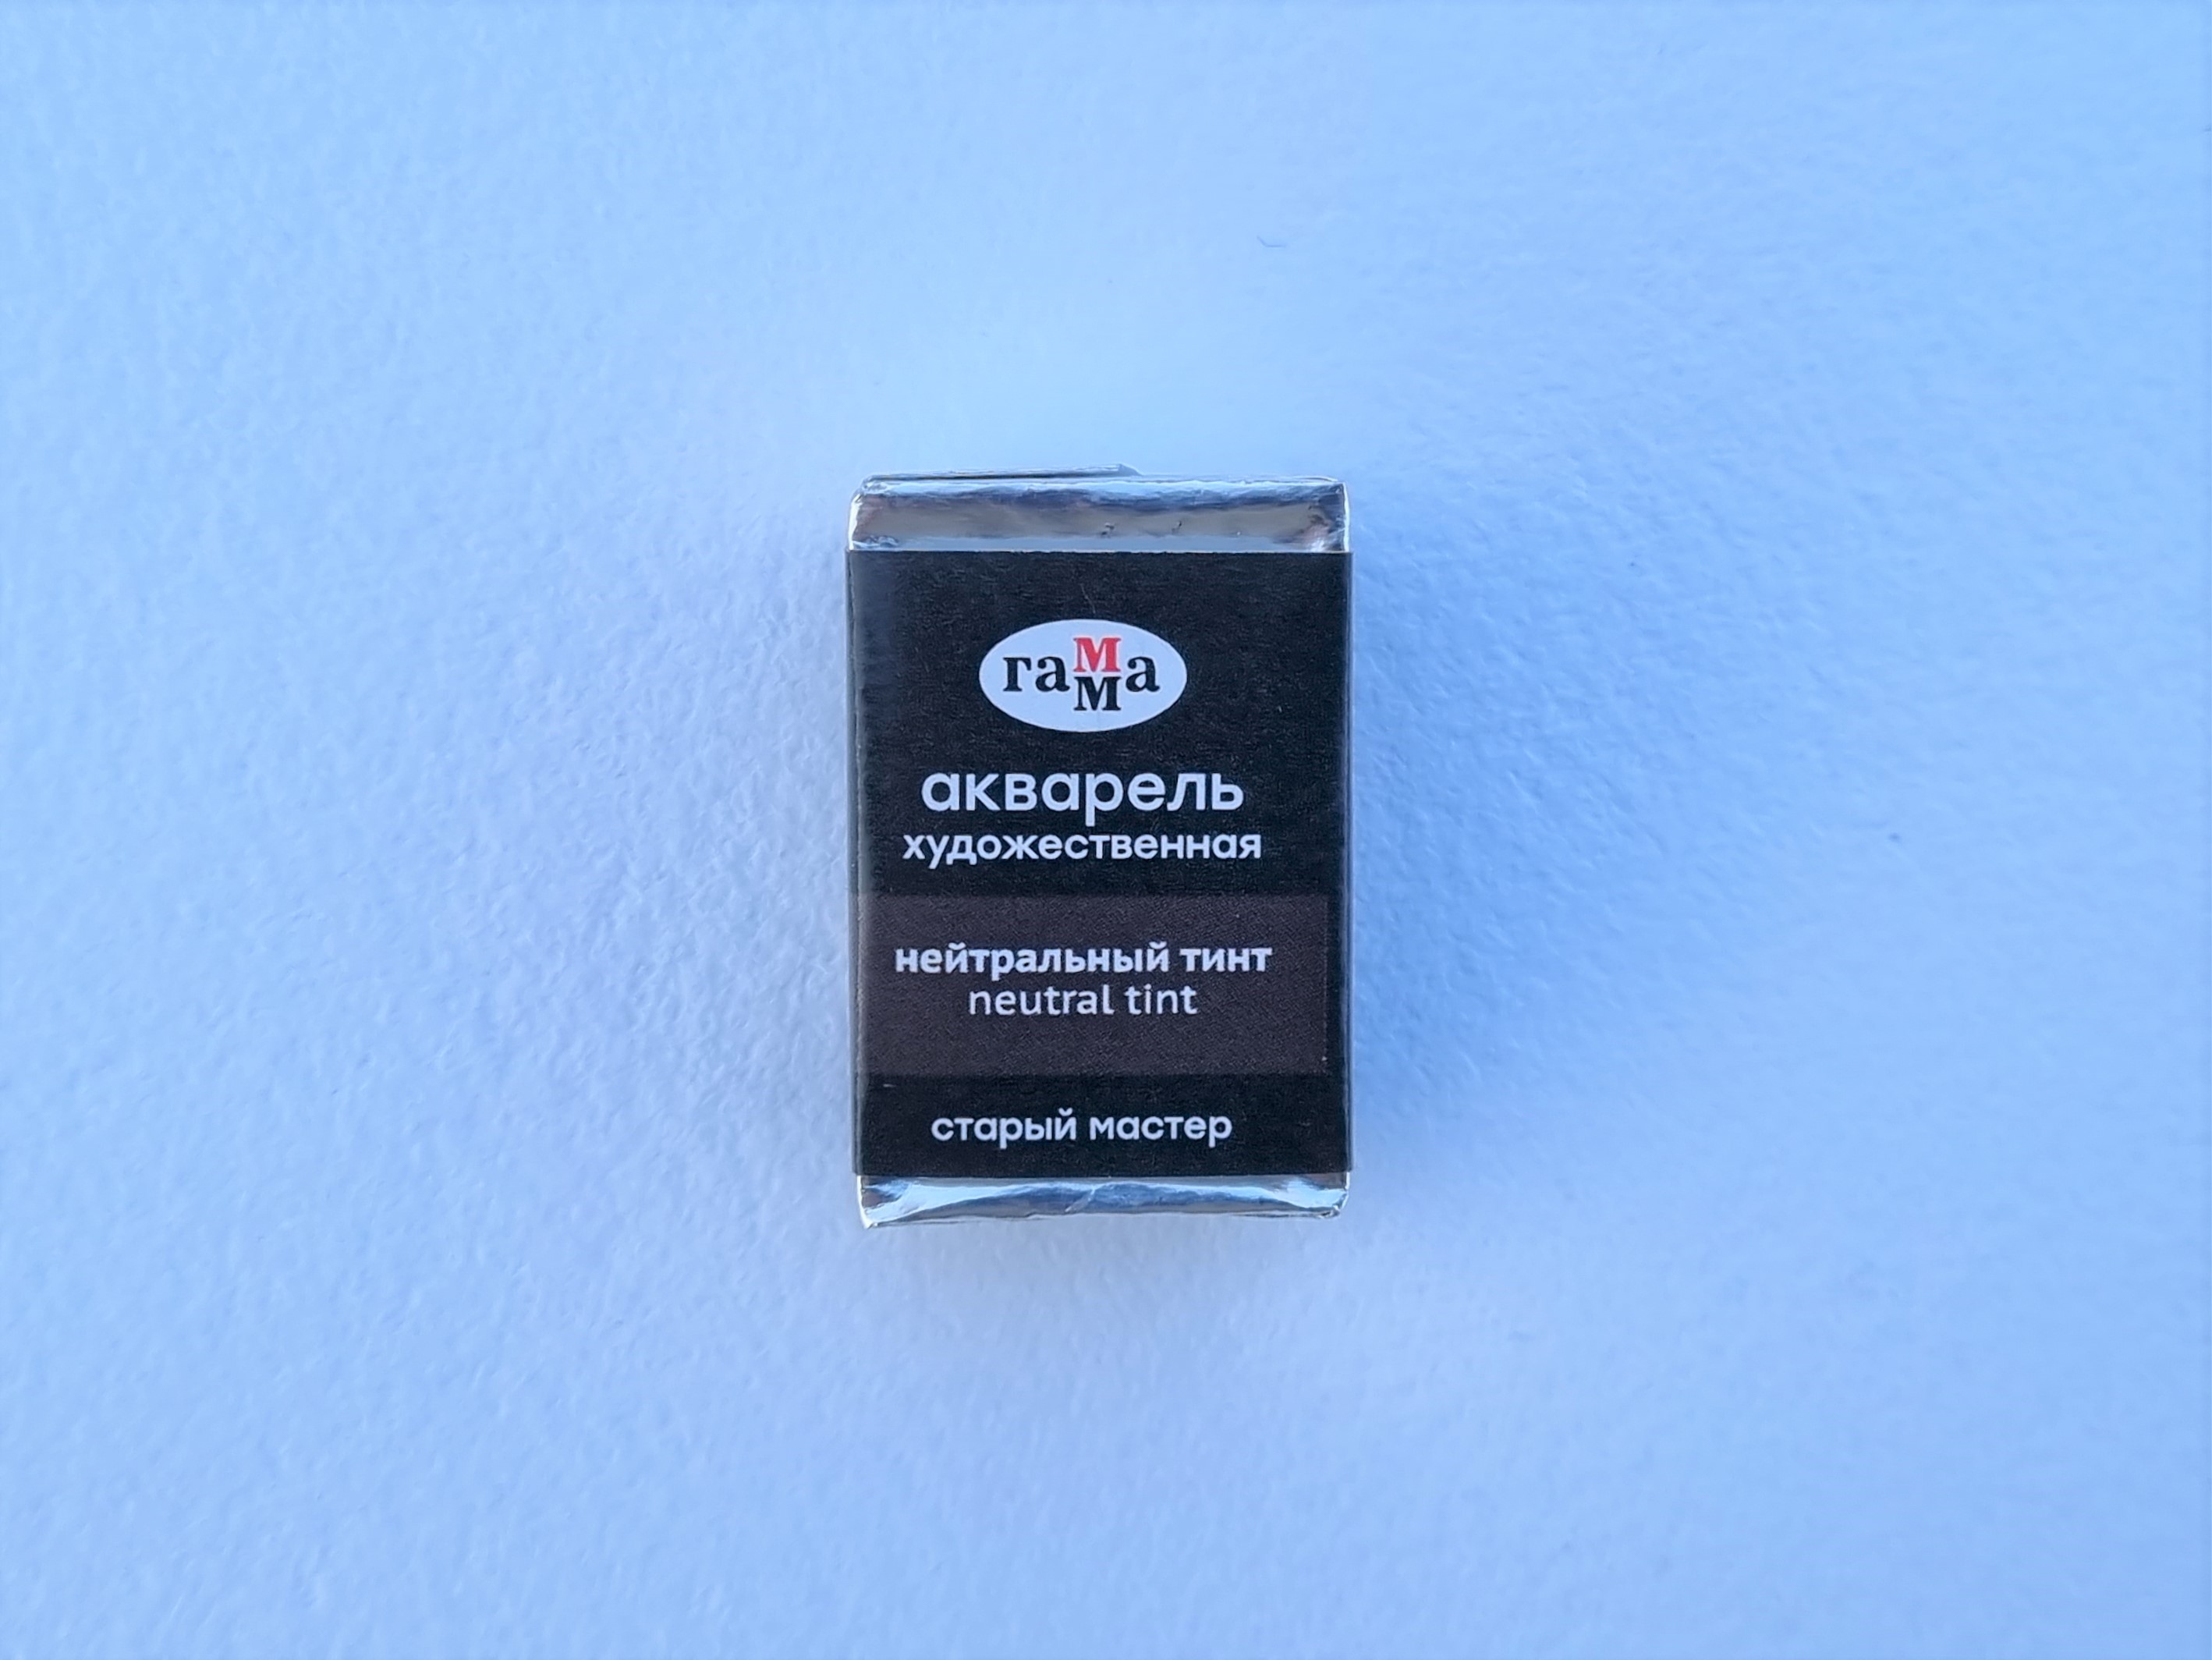 гамма
акварель
художественная
нейтральный тинт
neutral tint
старый мастер